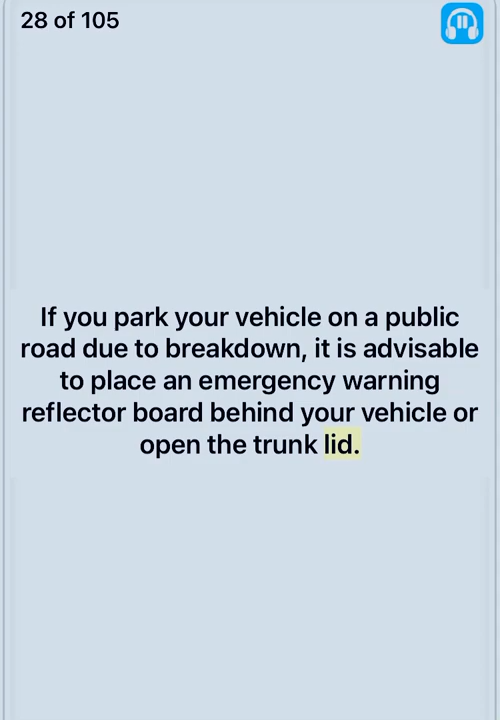 28 of 105
If you park your vehicle on a public
road due to breakdown, it is advisable
to place an emergency warning
reflector board behind your vehicle or
open the trunk lid.